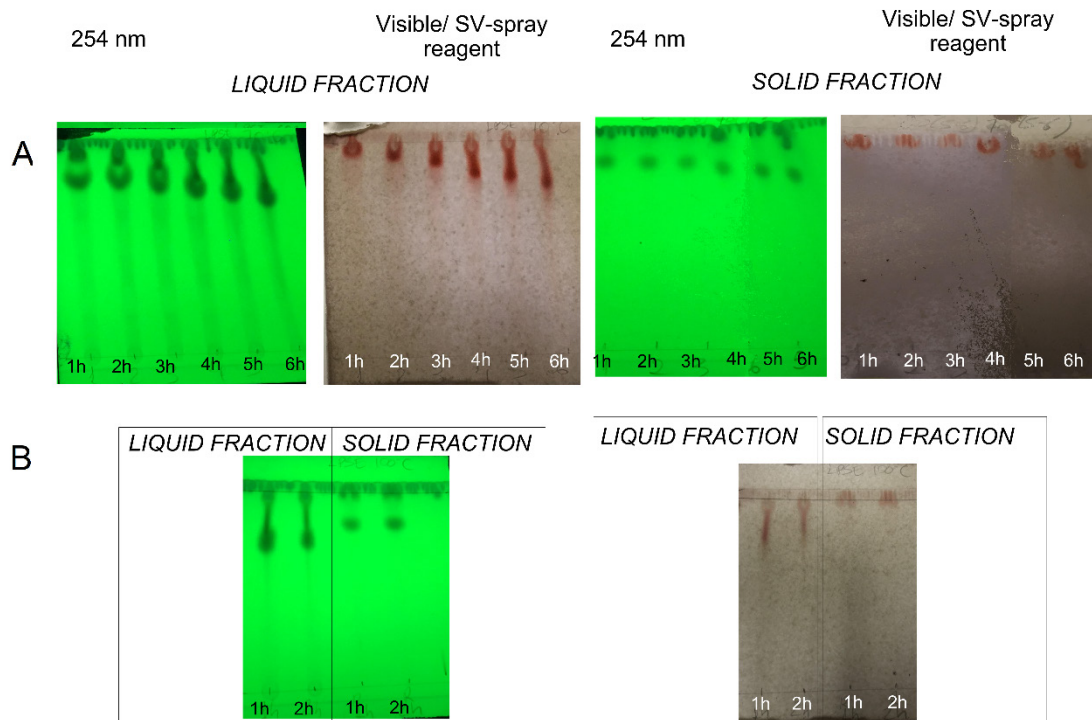 254 nm
Visible/ SV-spray
reagent
254 nm
Visible/ SV-spray
reagent
LIQUID FRACTION
SOLID FRACTION
A
1h 2h 3h 4h 5h 6h
1h 2h 3h 4h 5h 6h
1h 2h 3h 4h 5h 6h
1h 2h 3h 4h 5h 6h
B
LIQUID FRACTION SOLID FRACTION
LIQUID FRACTION SOLID FRACTION
1h 2h 1h 2h
1h 2h 1h 2h